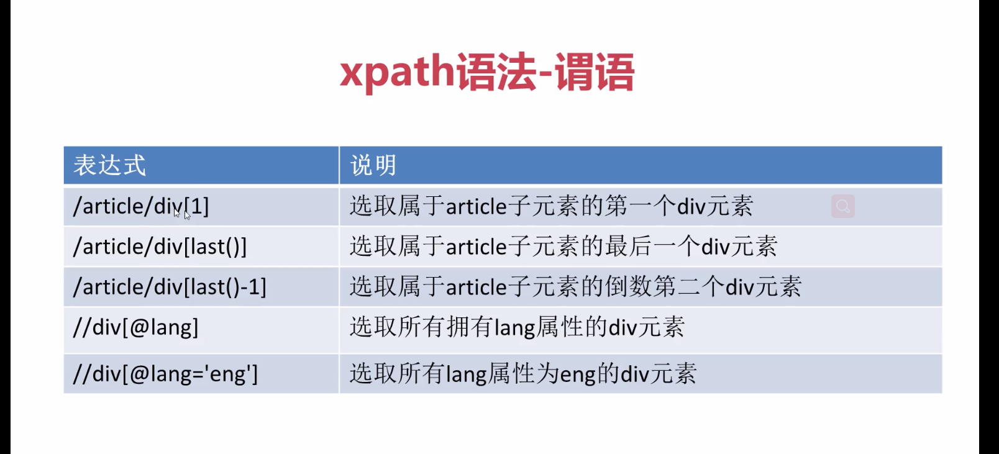 xpath语法-谓语
表达式 说明
/article/div[1] 选取属于article子元素的第一个div元素
/article/div[last()] 选取属于article子元素的最后一个div元素
/article/div[last()-1] 选取属于article子元素的倒数第二个div元素
//div[@lang] 选取所有拥有lang属性的div元素
//div[@lang='eng'] 选取所有lang属性为eng的div元素